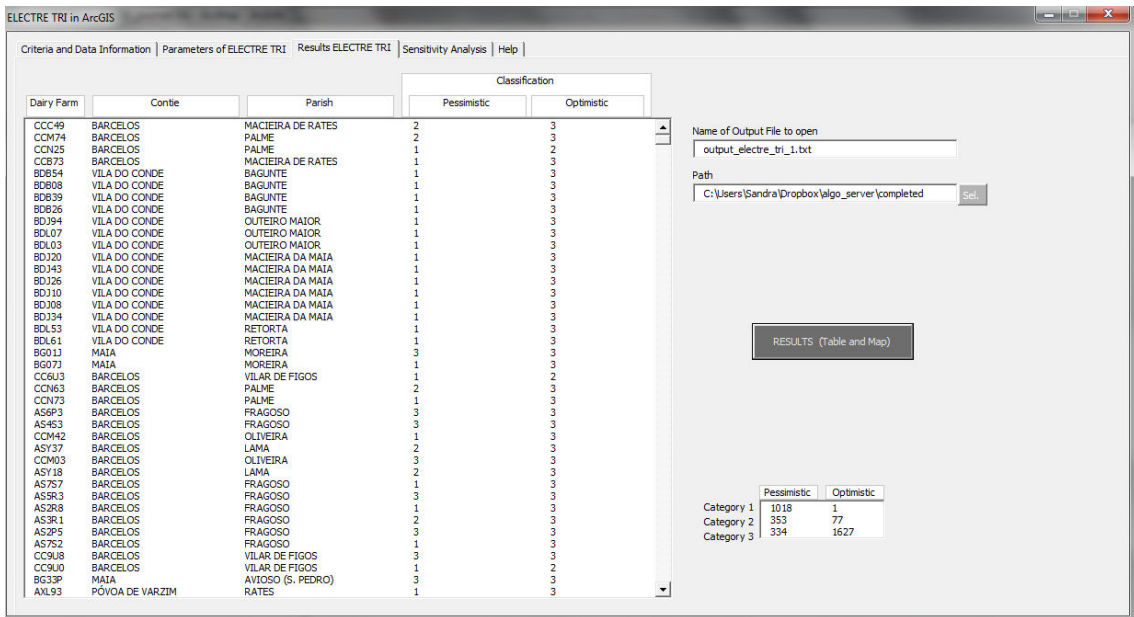 ELECTRE TRI in ArcGIS
Criteria and Data Information Parameters of ELECTRE TRI Results ELECTRE TRI Sensitivity Analysis Help
Classification
Dairy Farm Contie Parish Pessimistic Optimistic
CCC49 BARCELOS MACIEIRA DE RATES 2 3
CCM74 BARCELOS PALME 2 3
CCN25 BARCELOS PALME 1 2
CCB73 BARCELOS MACIEIRA DE RATES 1 3
BDB54 VILA DO CONDE BAGUNTE 1 3
BDB08 VILA DO CONDE BAGUNTE 1 3
BDB39 VILA DO CONDE BAGUNTE 1 3
BDB26 VILA DO CONDE BAGUNTE 1 3
BDJ94 VILA DO CONDE OUTEIRO MAIOR 1 3
BDL07 VILA DO CONDE OUTEIRO MAIOR 1 3
BDL03 VILA DO CONDE OUTEIRO MAIOR 1 3
BDJ20 VILA DO CONDE MACIEIRA DA MAIA 1 3
BDJ43 VILA DO CONDE MACIEIRA DA MAIA 1 3
BDJ26 VILA DO CONDE MACIEIRA DA MAIA 1 3
BDJ10 VILA DO CONDE MACIEIRA DA MAIA 1 3
BDJ08 VILA DO CONDE MACIEIRA DA MAIA 1 3
BDJ34 VILA DO CONDE MACIEIRA DA MAIA 1 3
BDL53 VILA DO CONDE RETORTA 1 3
BDL61 VILA DO CONDE RETORTA 1 3
BG01J MAIA MOREIRA 3 3
BG07J MAIA MOREIRA 1 3
CC6U3 BARCELOS VILAR DE FIGOS 1 2
CCN63 BARCELOS PALME 2 3
CCN73 BARCELOS PALME 1 3
AS6P3 BARCELOS FRAGOSO 3 3
AS4S3 BARCELOS FRAGOSO 3 3
CCM42 BARCELOS OLIVEIRA 1 3
ASY37 BARCELOS LAMA 2 3
CCM03 BARCELOS OLIVEIRA 3 3
ASY18 BARCELOS LAMA 2 3
AS7S7 BARCELOS FRAGOSO 1 3
AS5R3 BARCELOS FRAGOSO 3 3
AS2R8 BARCELOS FRAGOSO 1 3
AS3R1 BARCELOS FRAGOSO 2 3
AS2P5 BARCELOS FRAGOSO 3 3
AS7S2 BARCELOS FRAGOSO 1 3
CC9U8 BARCELOS VILAR DE FIGOS 3 3
CC9U0 BARCELOS VILAR DE FIGOS 1 2
BG33P MAIA AVIOSO (S. PEDRO) 3 3
AXL93 PÓVOA DE VARZIM RATES 1 3
Name of Output File to open
output_electre_tri_1.txt
Path
C:\Users\Sandra\Dropbox\algo_server\completed Sel.
RESULTS (Table and Map)
Pessimistic Optimistic
Category 1 1018 1
Category 2 353 77
Category 3 334 1627